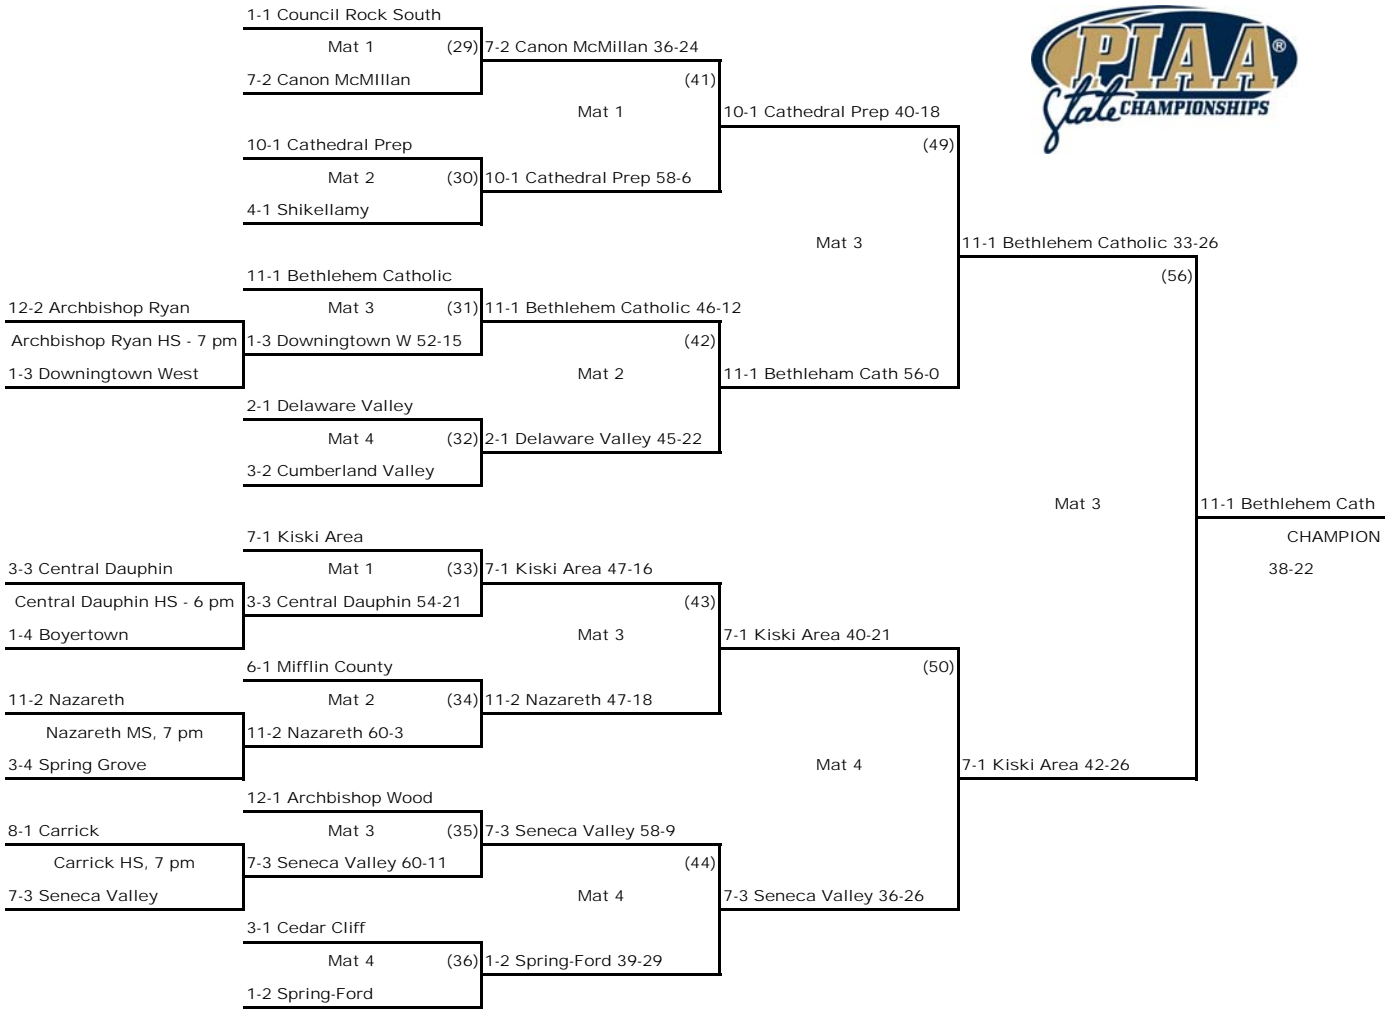 1-1 Council Rock South
Mat 1 (29) 7-2 Canon McMillan 36-24
7-2 Canon McMIllan (41)
Mat 1 10-1 Cathedral Prep 40-18
10-1 Cathedral Prep (49)
Mat 2 (30) 10-1 Cathedral Prep 58-6
4-1 Shikellamy
PIAA®
State CHAMPIONSHIPS
Mat 3 11-1 Bethlehem Catholic 33-26
11-1 Bethlehem Catholic (56)
12-2 Archbishop Ryan Mat 3 (31) 11-1 Bethlehem Catholic 46-12
Archbishop Ryan HS - 7 pm 1-3 Downingtown W 52-15 (42)
1-3 Downingtown West Mat 2 11-1 Bethleham Cath 56-0
2-1 Delaware Valley
Mat 4 (32) 2-1 Delaware Valley 45-22
3-2 Cumberland Valley
Mat 3 11-1 Bethlehem Cath
7-1 Kiski Area CHAMPION
3-3 Central Dauphin Mat 1 (33) 7-1 Kiski Area 47-16 38-22
Central Dauphin HS - 6 pm 3-3 Central Dauphin 54-21 (43)
1-4 Boyertown Mat 3 7-1 Kiski Area 40-21
6-1 Mifflin County (50)
11-2 Nazareth Mat 2 (34) 11-2 Nazareth 47-18
Nazareth MS, 7 pm 11-2 Nazareth 60-3
3-4 Spring Grove Mat 4 7-1 Kiski Area 42-26
12-1 Archbishop Wood
8-1 Carrick Mat 3 (35) 7-3 Seneca Valley 58-9
Carrick HS, 7 pm 7-3 Seneca Valley 60-11 (44)
7-3 Seneca Valley Mat 4 7-3 Seneca Valley 36-26
3-1 Cedar Cliff
Mat 4 (36) 1-2 Spring-Ford 39-29
1-2 Spring-Ford